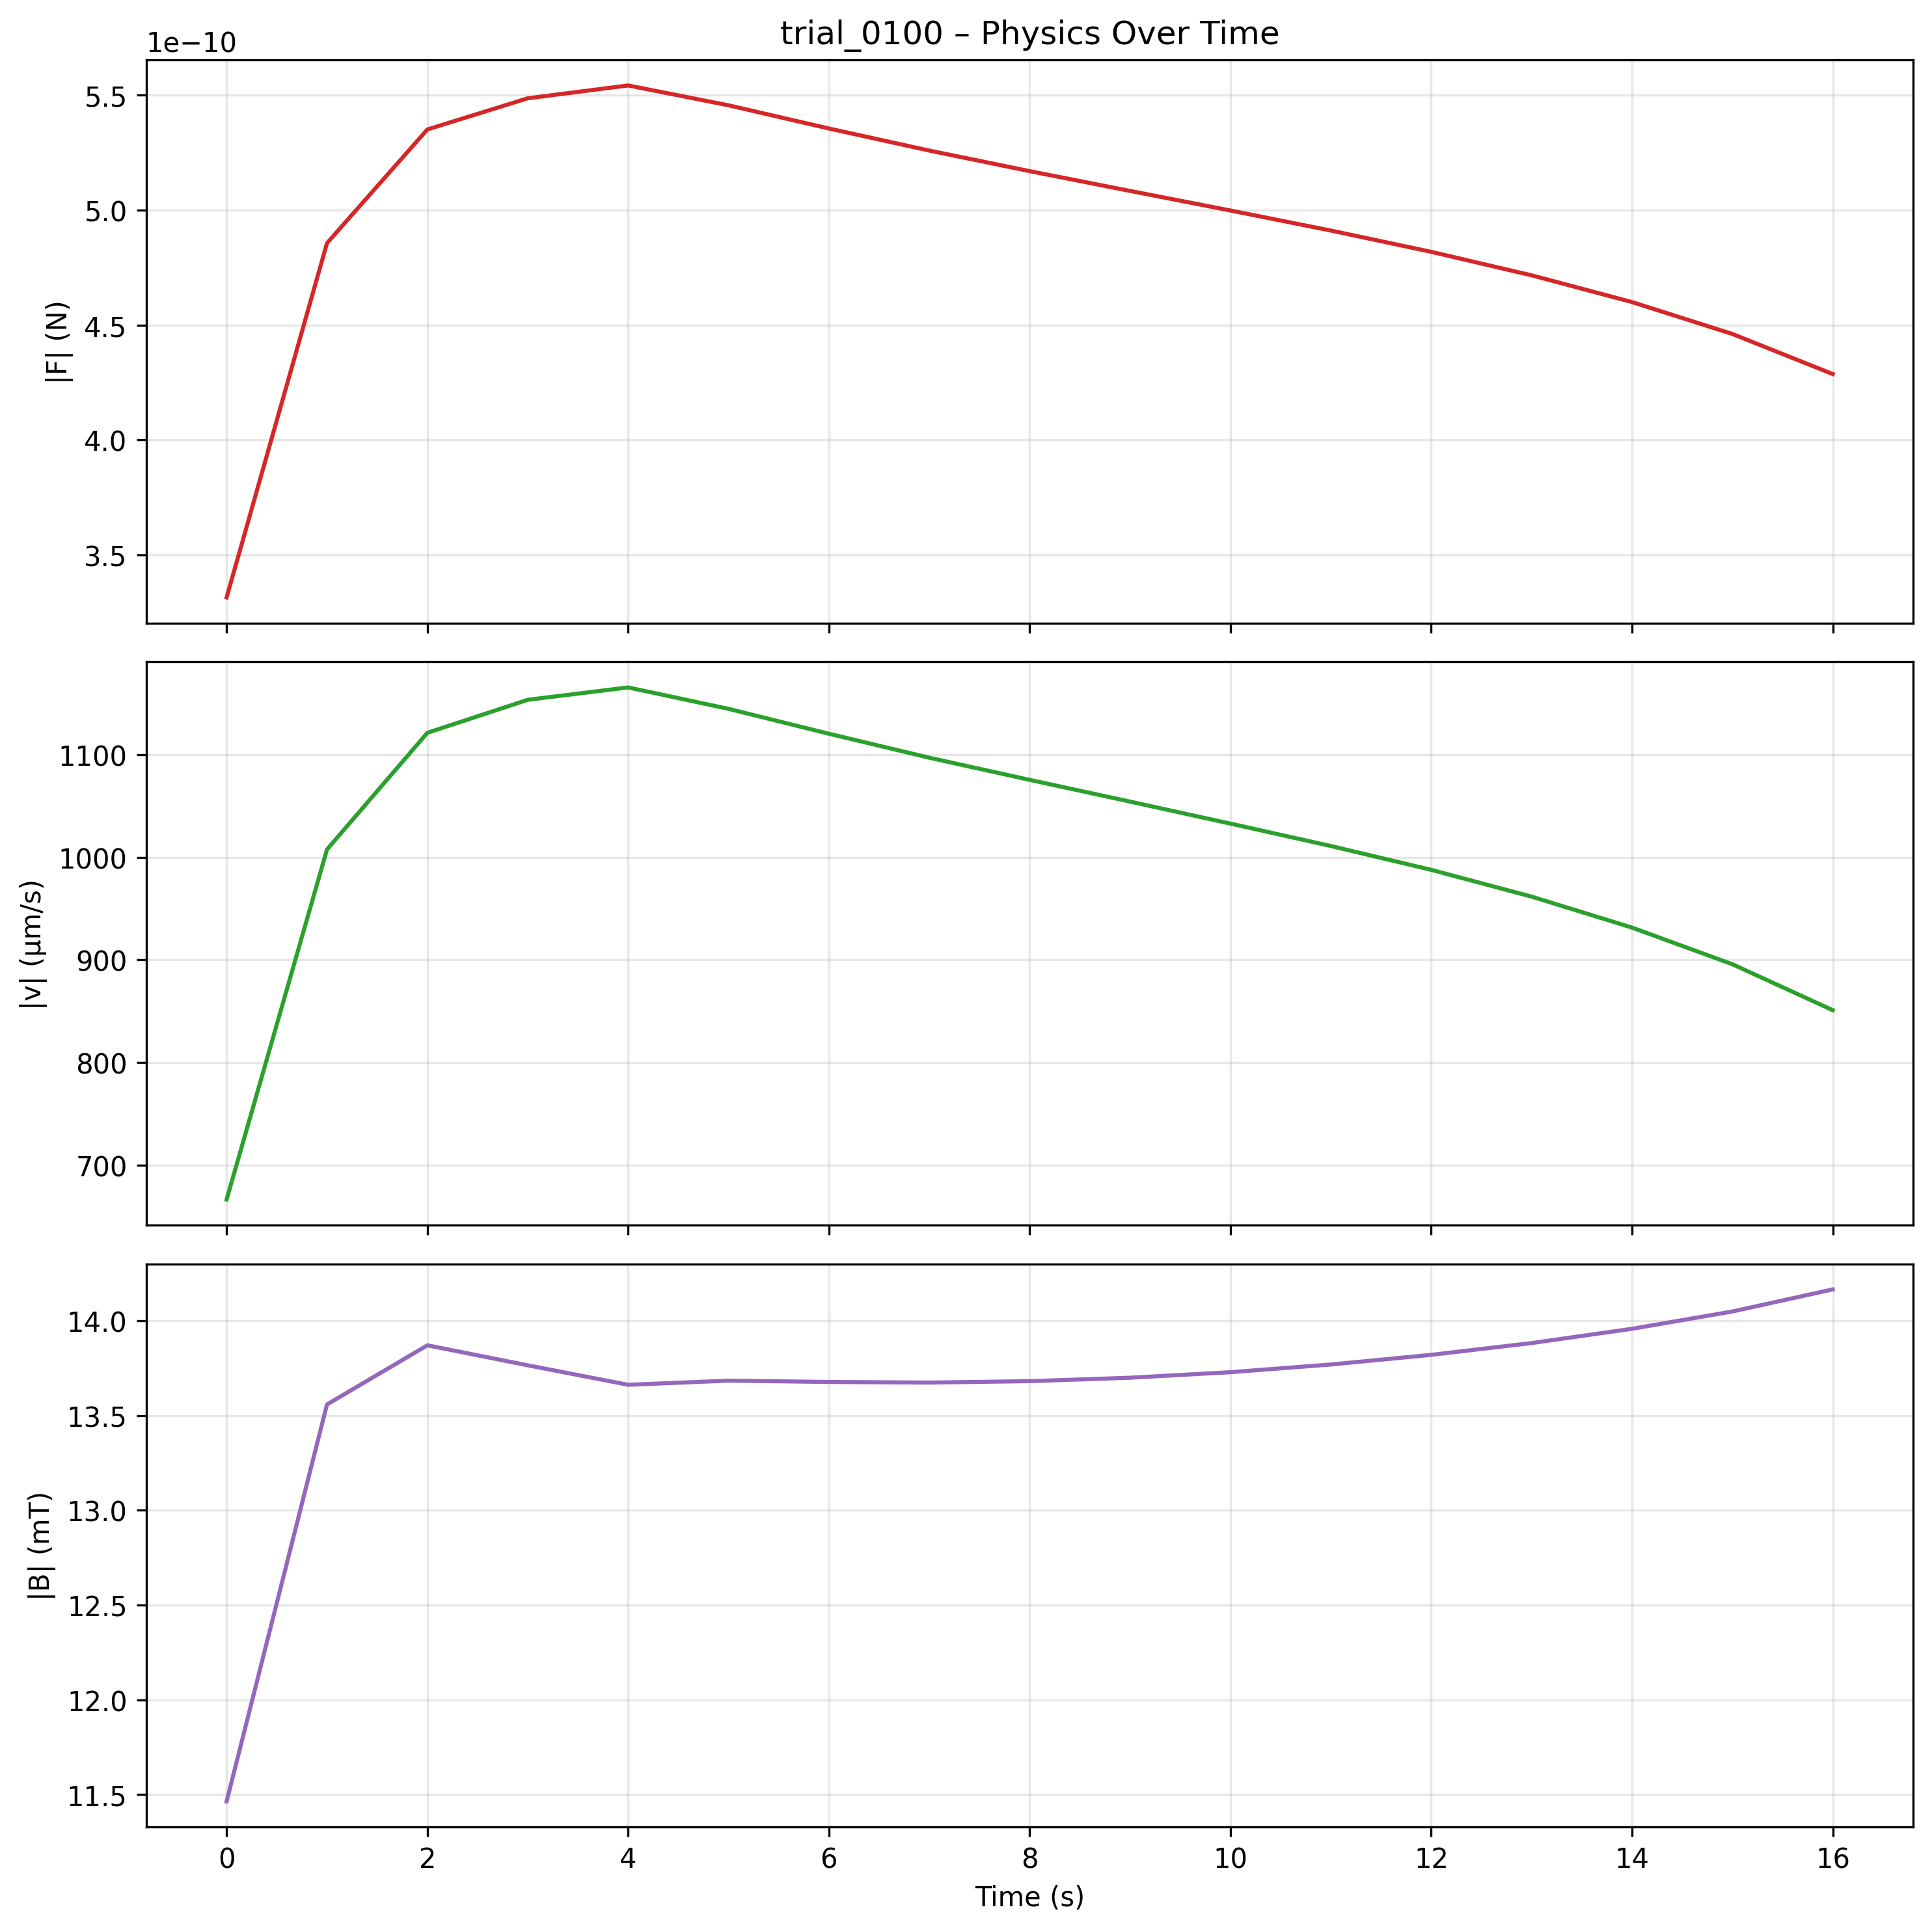 trial_0100 – Physics Over Time
1e−10
5.5
5.0
4.5
4.0
3.5
|F| (N)
1100
1000
900
800
700
|v| (µm/s)
14.0
13.5
13.0
12.5
12.0
11.5
|B| (mT)
0 2 4 6 8 10 12 14 16
Time (s)